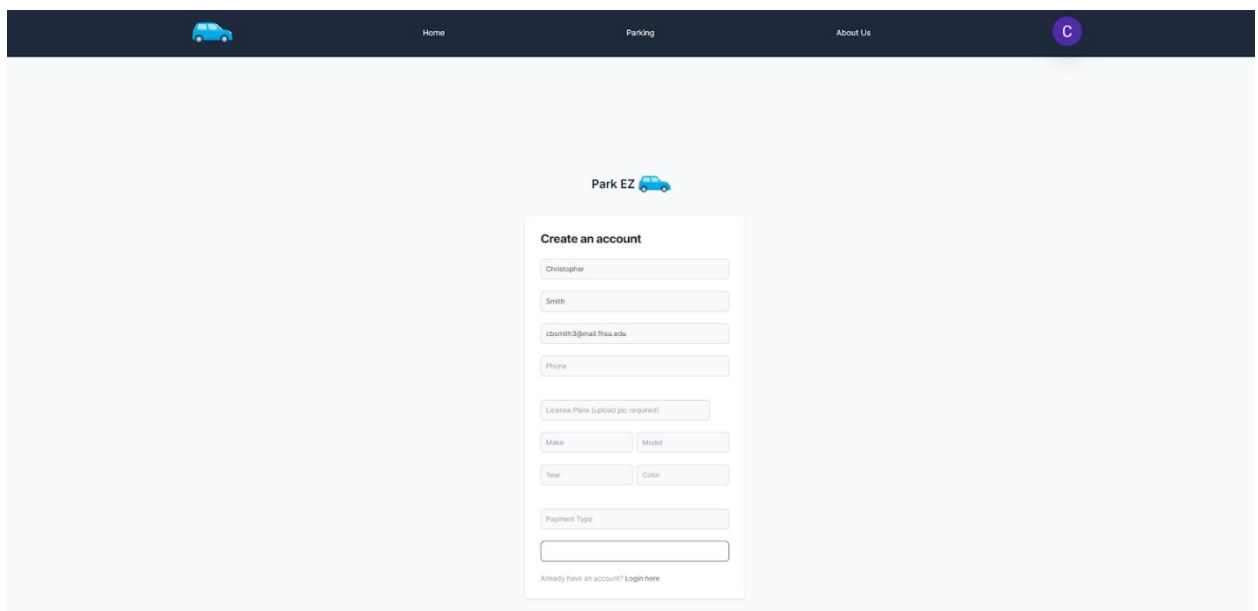 Home Parking About Us C
Park EZ
Create an account
Christopher
Smith
cbsmith3@mail.fhsu.edu
Phone
License Plate (upload pic required)
Make Model
Year Color
Payment Type
Already have an account? Login here